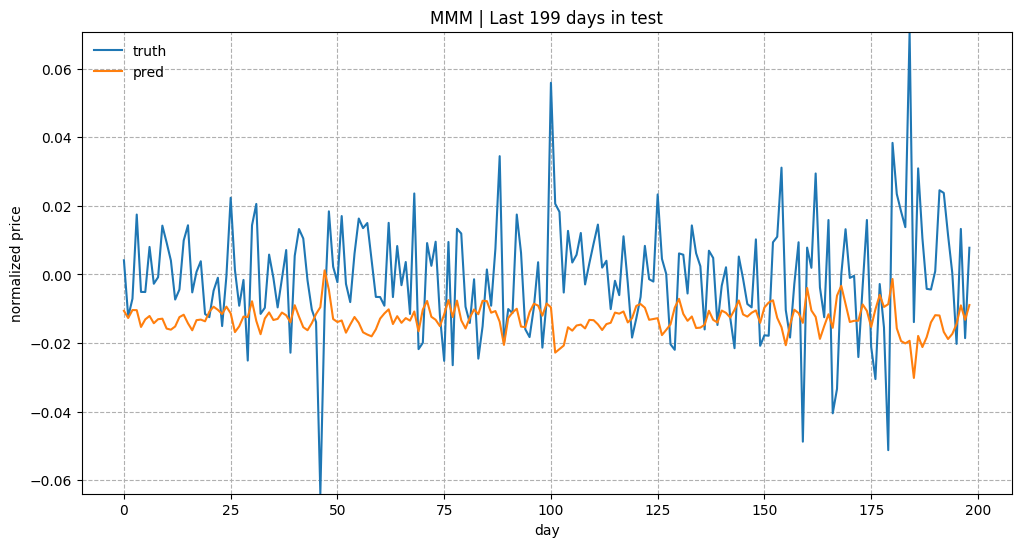 MMM | Last 199 days in test
truth
pred
normalized price
0.06
0.04
0.02
0.00
−0.02
−0.04
−0.06
0 25 50 75 100 125 150 175 200
day